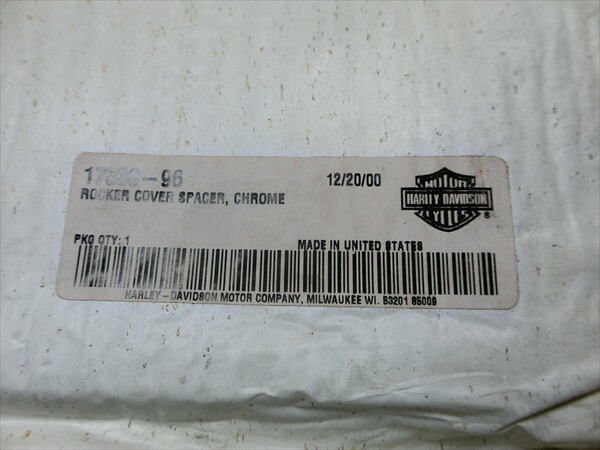 12/20/00
ROCKER COVER SPACER, CHROME
MOTOR
HARLEY-DAVIDSON
CYCLES
®
PKG QTY: 1
MADE IN UNITED STATES
HARLEY-DAVIDSON MOTOR COMPANY, MILWAUKEE WI. 53201 85009